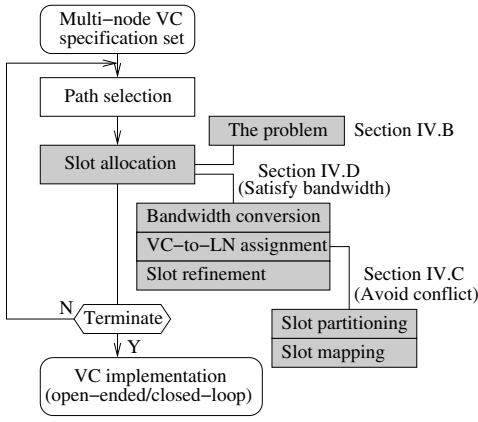 Multi−node VC
specification set
Path selection
The problem
Section IV.B
Slot allocation
Section IV.D
(Satisfy bandwidth)
Bandwidth conversion
VC−to−LN assignment
Slot refinement
Section IV.C
(Avoid conflict)
N
Terminate
Slot partitioning
Y
Slot mapping
VC implementation
(open−ended/closed−loop)